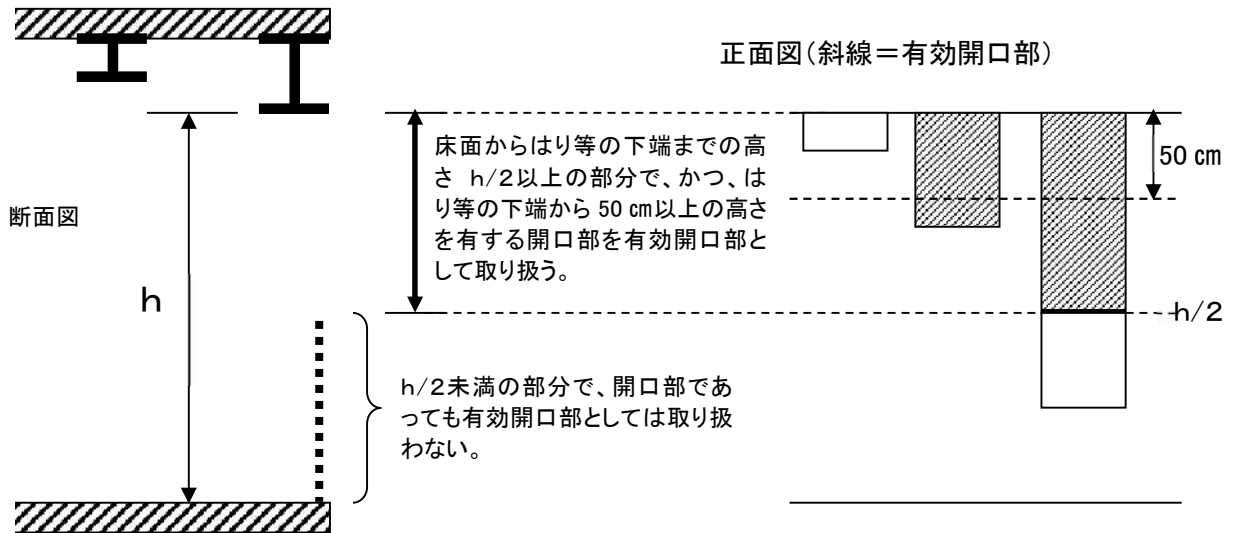 正面図(斜線=有効開口部)
床面からはり等の下端までの高
さ h/2以上の部分で、かつ、は
り等の下端から 50 ㎝以上の高さ
を有する開口部を有効開口部と
して取り扱う。
50 ㎝
断面図
h
h/2
h/2未満の部分で、開口部であ
っても有効開口部としては取り扱
わない。